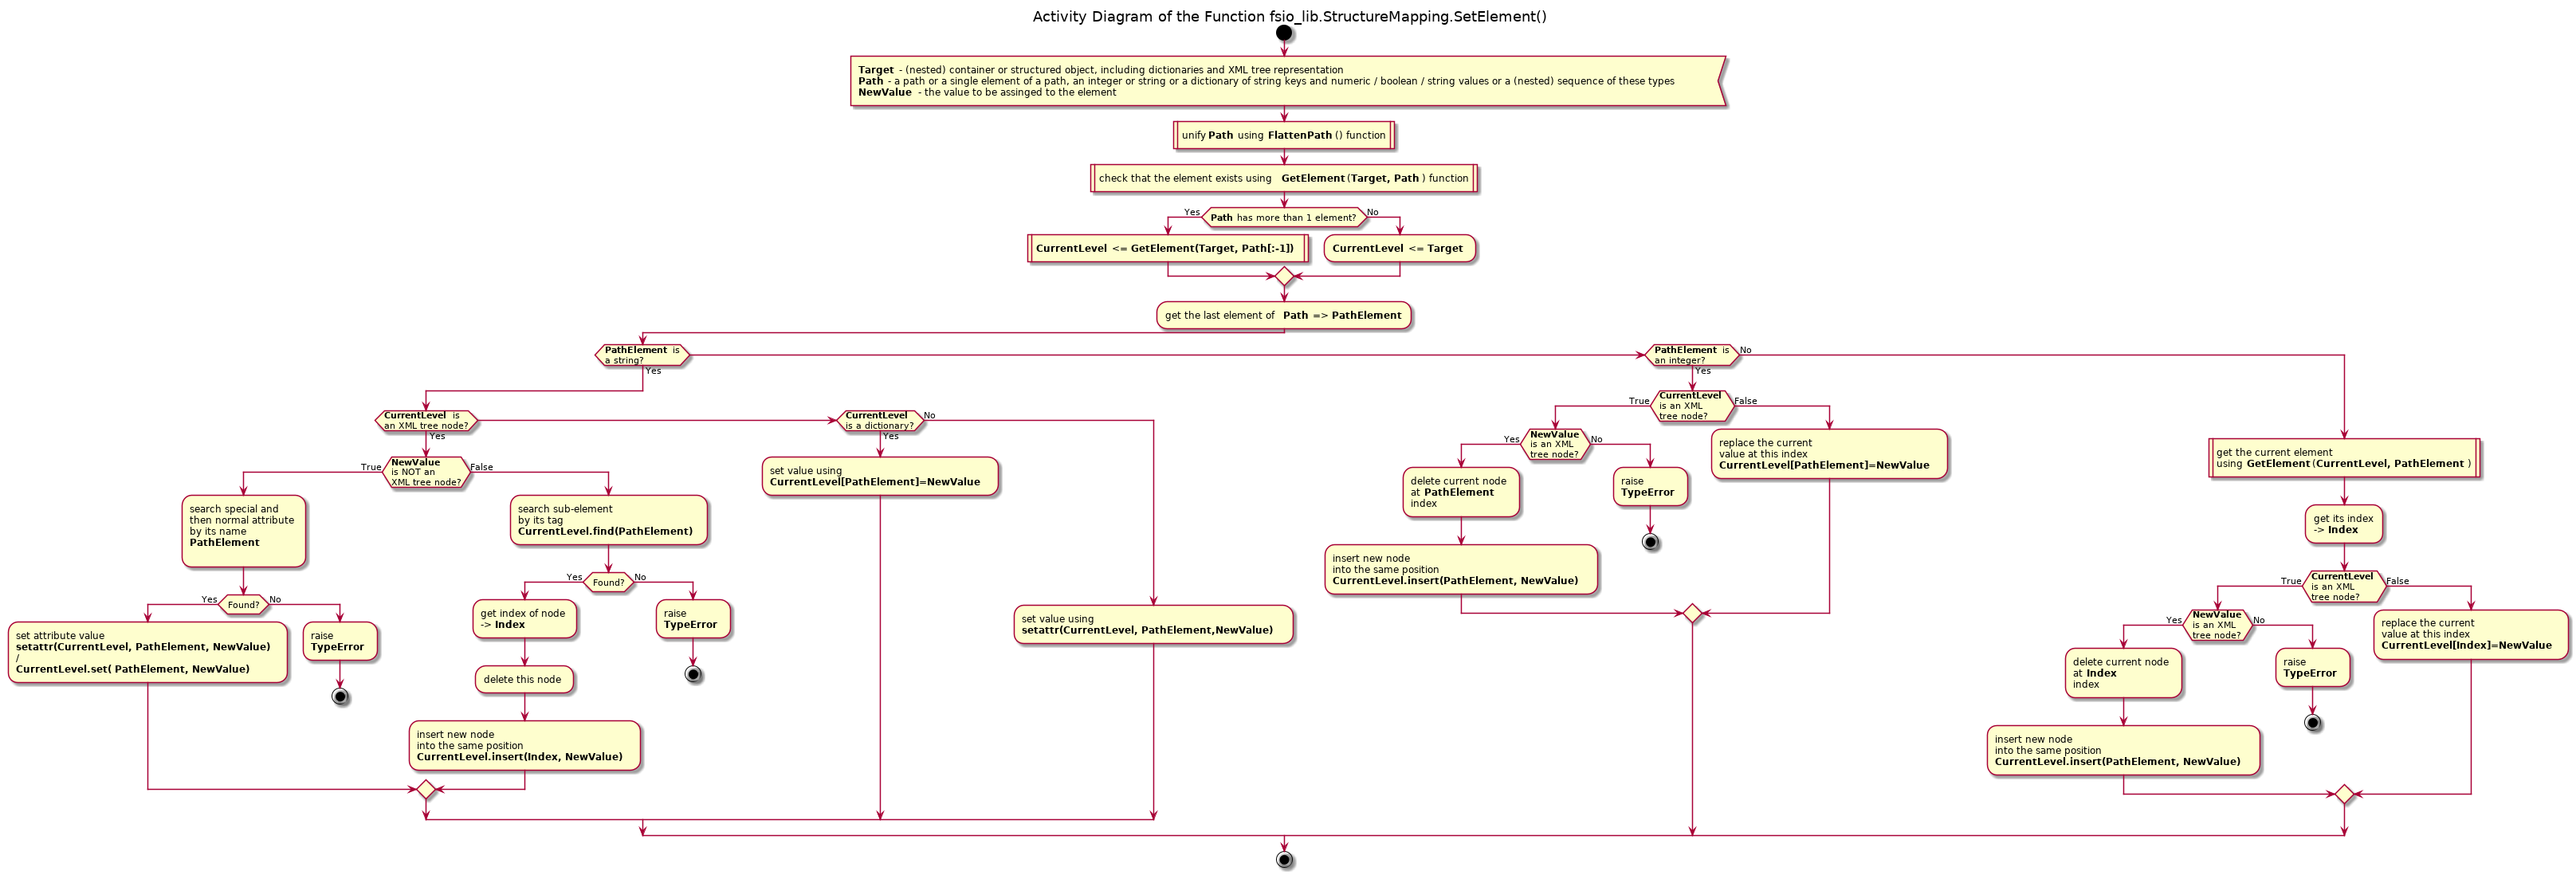 Activity Diagram of the Function fsio_lib.StructureMapping.SetElement()
Target - (nested) container or structured object, including dictionaries and XML tree representation
Path - a path or a single element of a path, an integer or string or a dictionary of string keys and numeric / boolean / string values or a (nested) sequence of these types
NewValue - the value to be assinged to the element
unify Path using FlattenPath () function
check that the element exists using GetElement (Target, Path ) function
Yes
Path has more than 1 element?
No
CurrentLevel <= GetElement(Target, Path[:-1])
CurrentLevel <= Target
get the last element of Path => PathElement
PathElement is
a string?
Yes
CurrentLevel is
an XML tree node?
Yes
True
NewValue
is NOT an
XML tree node?
False
search special and
then normal attribute
by its name
PathElement
Yes
Found?
No
set attribute value
setattr(CurrentLevel, PathElement, NewValue)
/
CurrentLevel.set( PathElement, NewValue)
raise
TypeError
search sub-element
by its tag
CurrentLevel.find(PathElement)
Yes
Found?
No
get index of node
-> Index
delete this node
insert new node
into the same position
CurrentLevel.insert(Index, NewValue)
raise
TypeError
CurrentLevel
is a dictionary?
No
Yes
set value using
CurrentLevel[PathElement]=NewValue
set value using
setattr(CurrentLevel, PathElement,NewValue)
PathElement is
an integer?
No
Yes
True
CurrentLevel
is an XML
tree node?
False
Yes
NewValue
is an XML
tree node?
No
delete current node
at PathElement
index
insert new node
into the same position
CurrentLevel.insert(PathElement, NewValue)
raise
TypeError
replace the current
value at this index
CurrentLevel[PathElement]=NewValue
get the current element
using GetElement (CurrentLevel, PathElement )
get its index
-> Index
True
CurrentLevel
is an XML
tree node?
False
Yes
NewValue
is an XML
tree node?
No
delete current node
at Index
index
insert new node
into the same position
CurrentLevel.insert(PathElement, NewValue)
raise
TypeError
replace the current
value at this index
CurrentLevel[Index]=NewValue